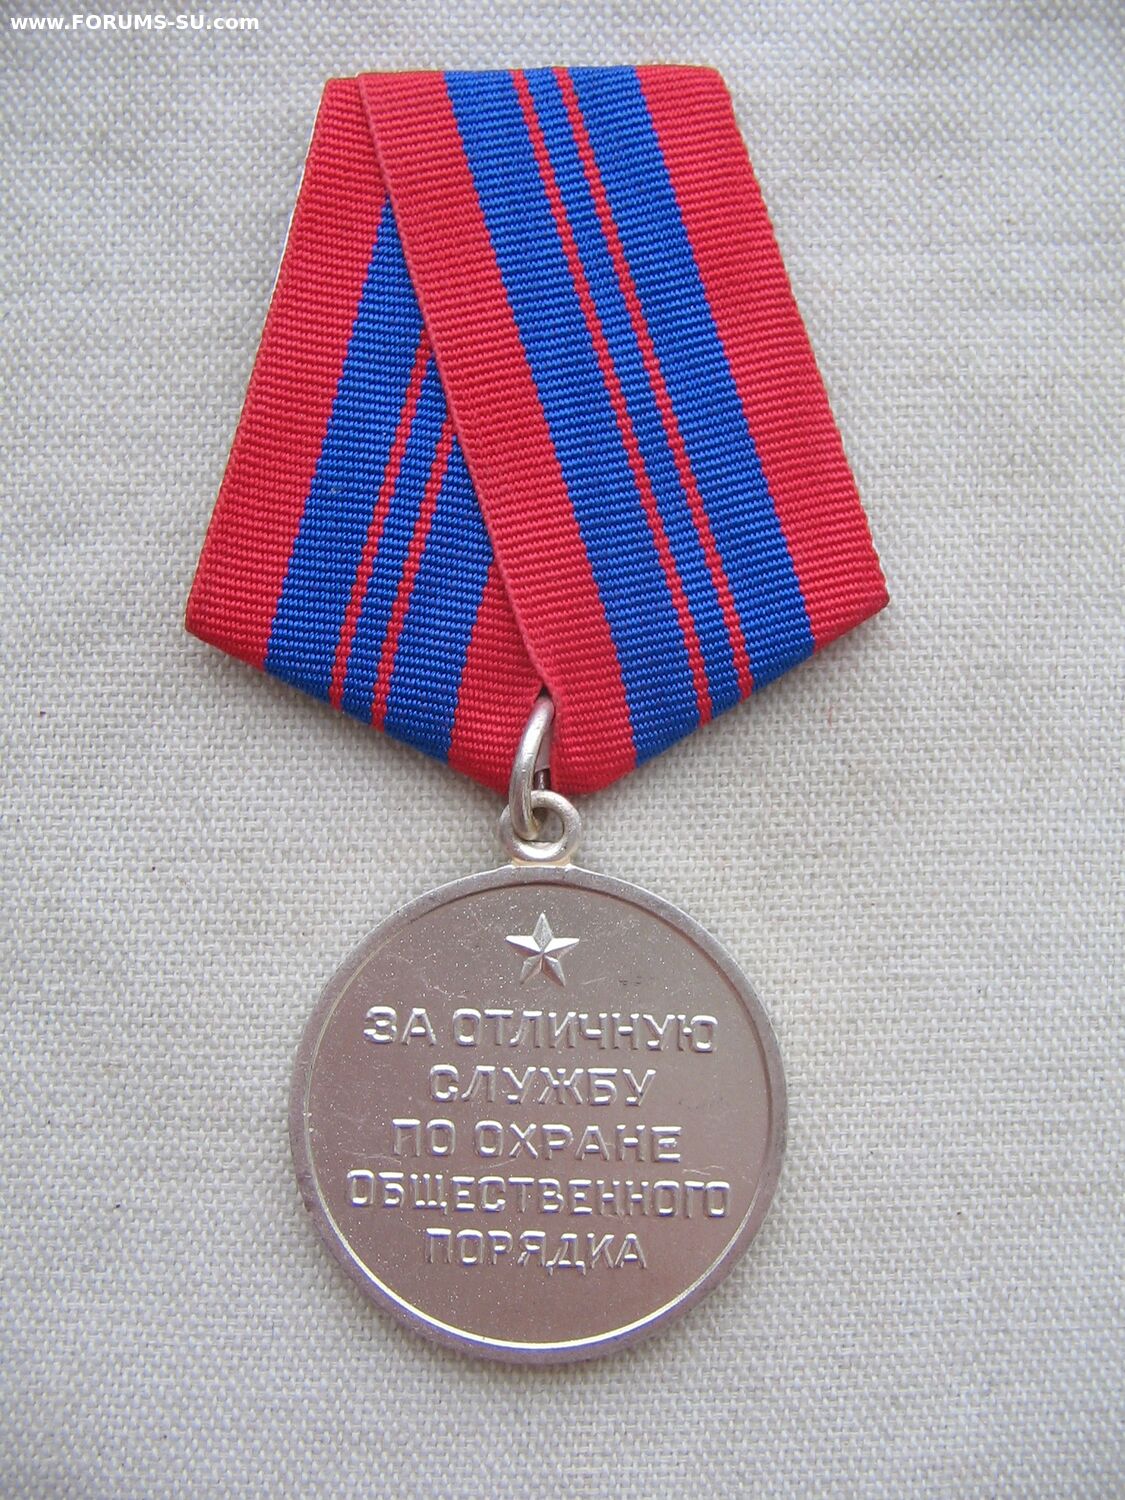 www.FORUMS-SU.com
ЗА ОТЛИЧНУЮ
СЛУЖБУ
ПО ОХРАНЕ
ОБЩЕСТВЕННОГО
ПОРЯДКА